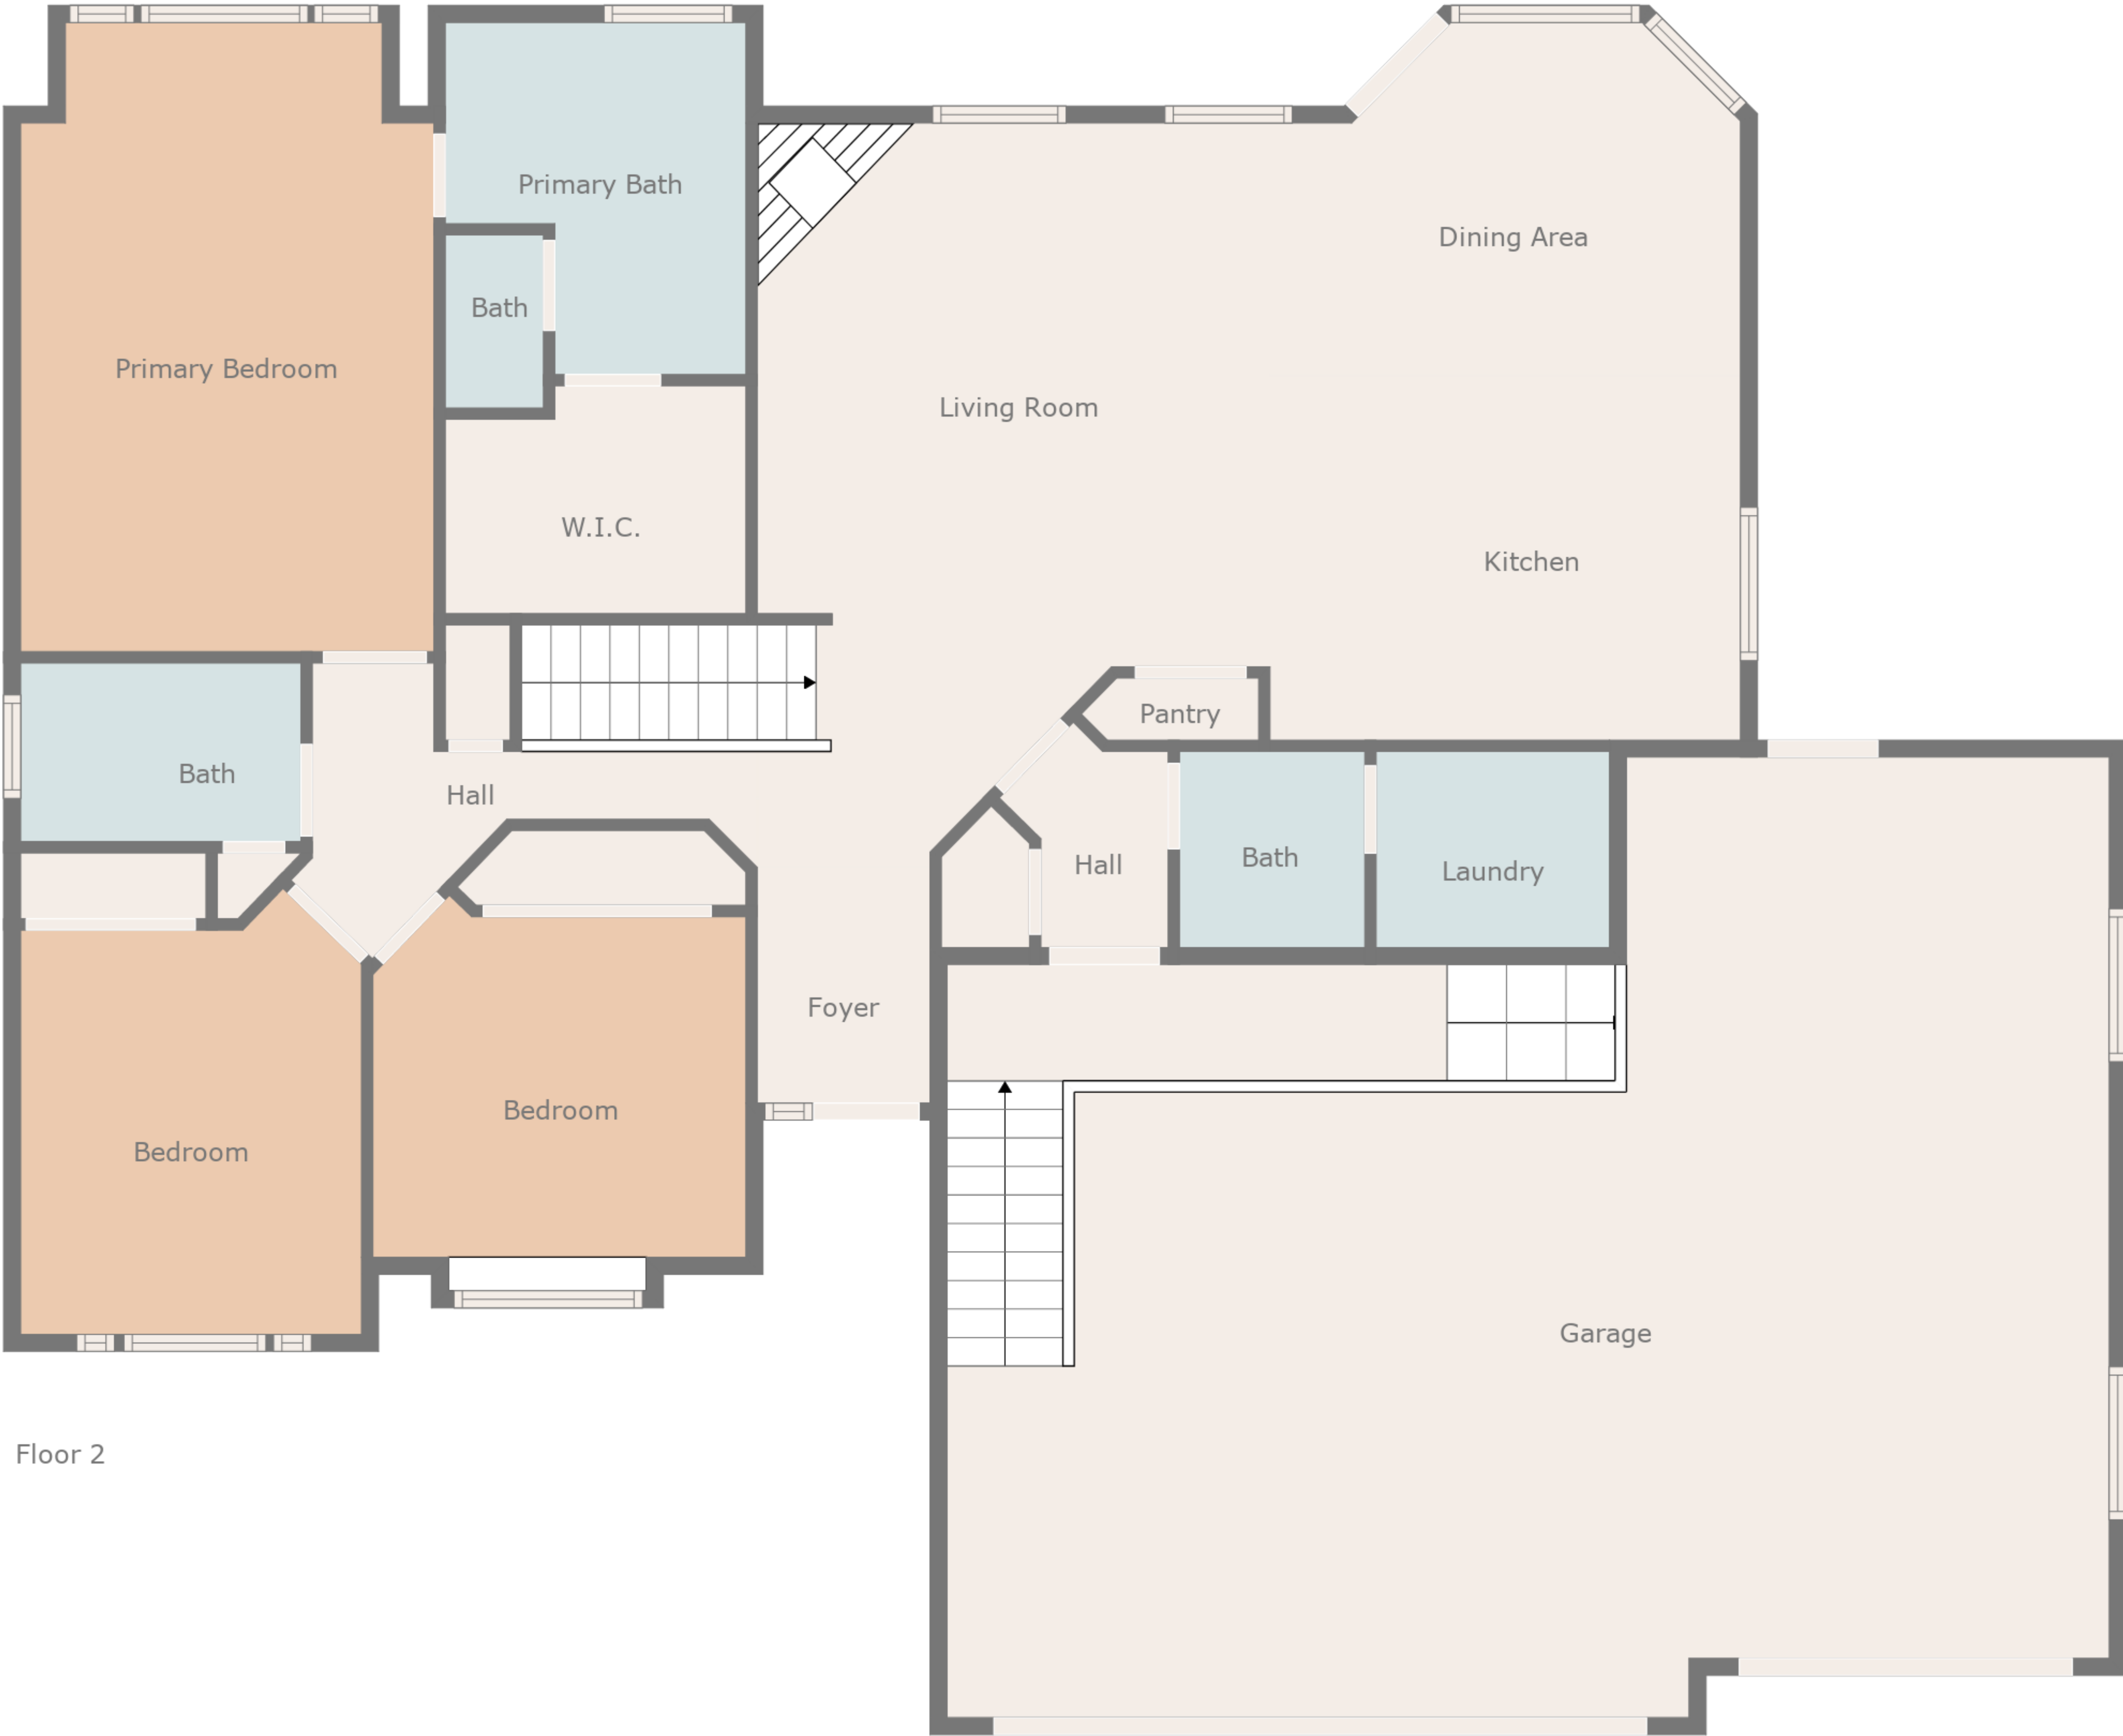 Primary Bath
Dining Area
Bath
Primary Bedroom
Living Room
W.I.C.
Kitchen
Pantry
Bath
Hall
Bath
Hall
Laundry
Foyer
Bedroom
Bedroom
Garage
Floor 2